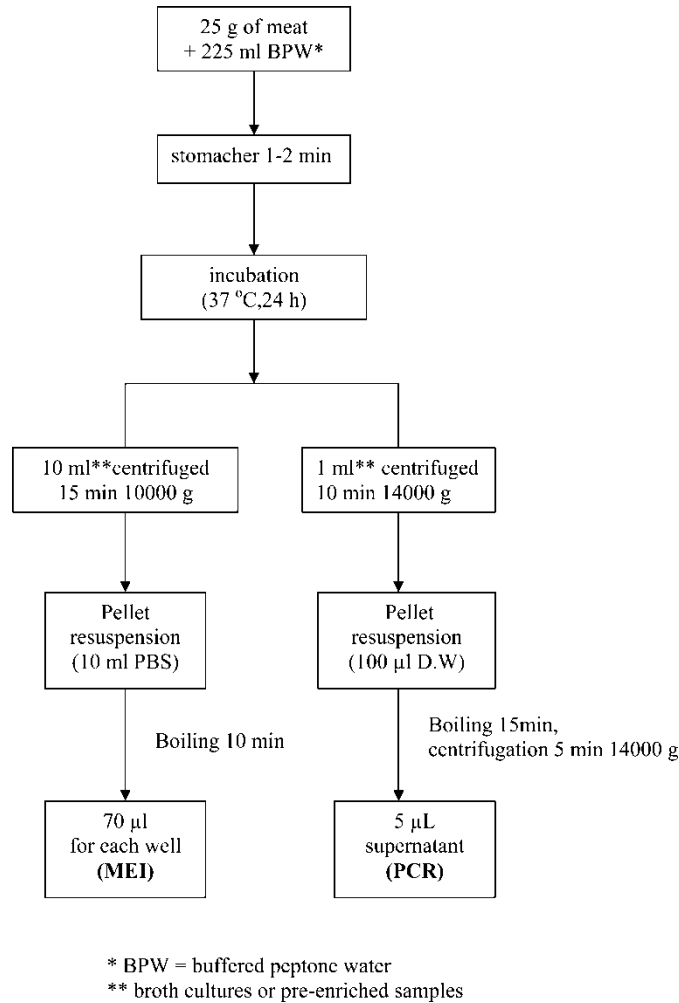 25 g of meat
+ 225 ml BPW*
stomacher 1-2 min
incubation
(37 °C,24 h)
10 ml**centrifuged
15 min 10000 g
1 ml** centrifuged
10 min 14000 g
Pellet
resuspension
(10 ml PBS)
Pellet
resuspension
(100 µl D.W)
Boiling 10 min
Boiling 15min,
centrifugation 5 min 14000 g
70 µl
for each well
(MEI)
5 µL
supernatant
(PCR)
* BPW = buffered peptone water
** broth cultures or pre-enriched samples